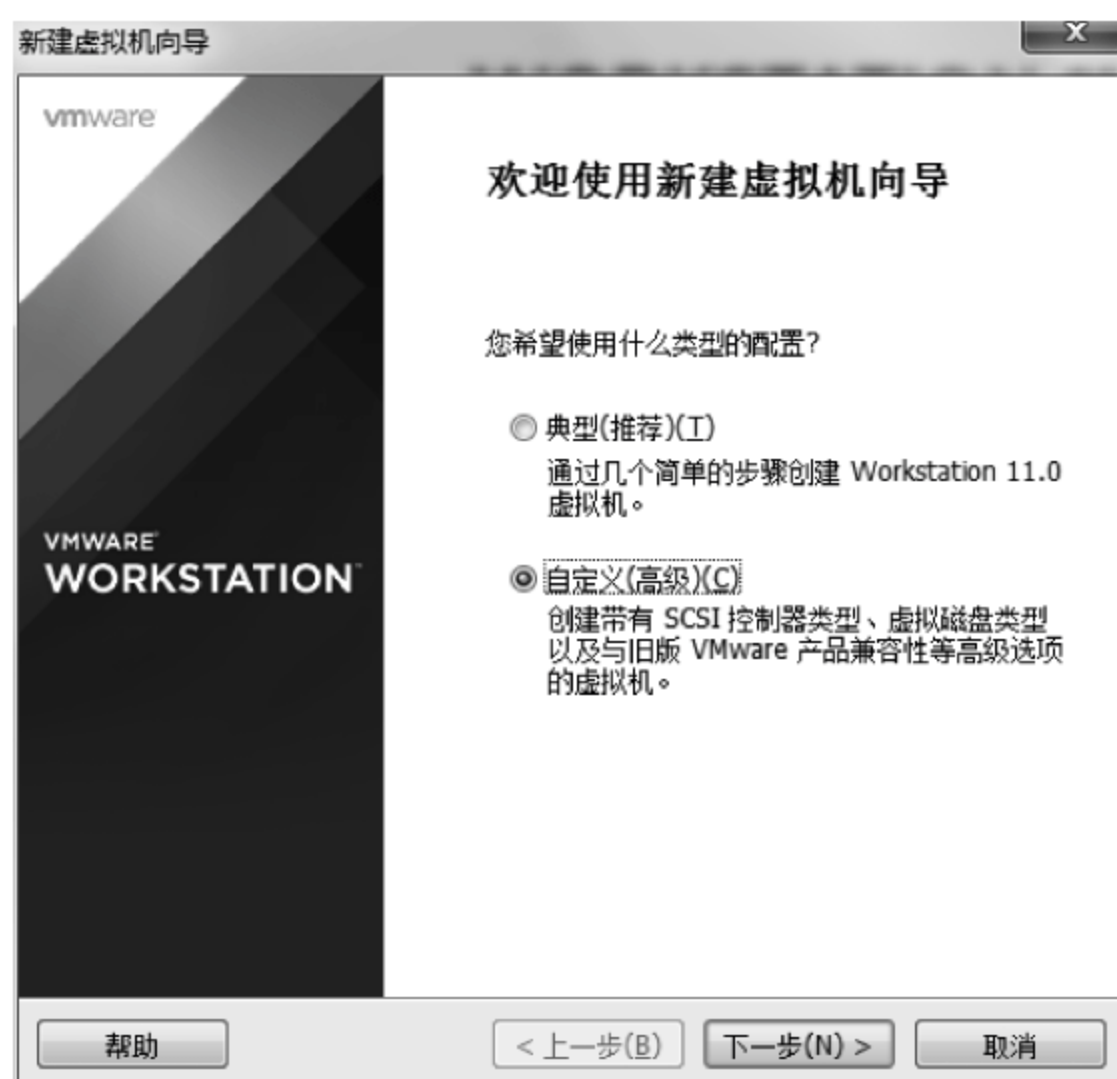 新建虚拟机向导
vmware
欢迎使用新建虚拟机向导
您希望使用什么类型的配置?
典型(推荐)(T)
通过几个简单的步骤创建 Workstation 11.0
虚拟机。
VMWARE
WORKSTATION
自定义(高级)(C)
创建带有 SCSI 控制器类型、虚拟磁盘类型
以及与旧版 VMware 产品兼容性等高级选项
的虚拟机。
帮助
< 上一步(B)
下一步(N) >
取消